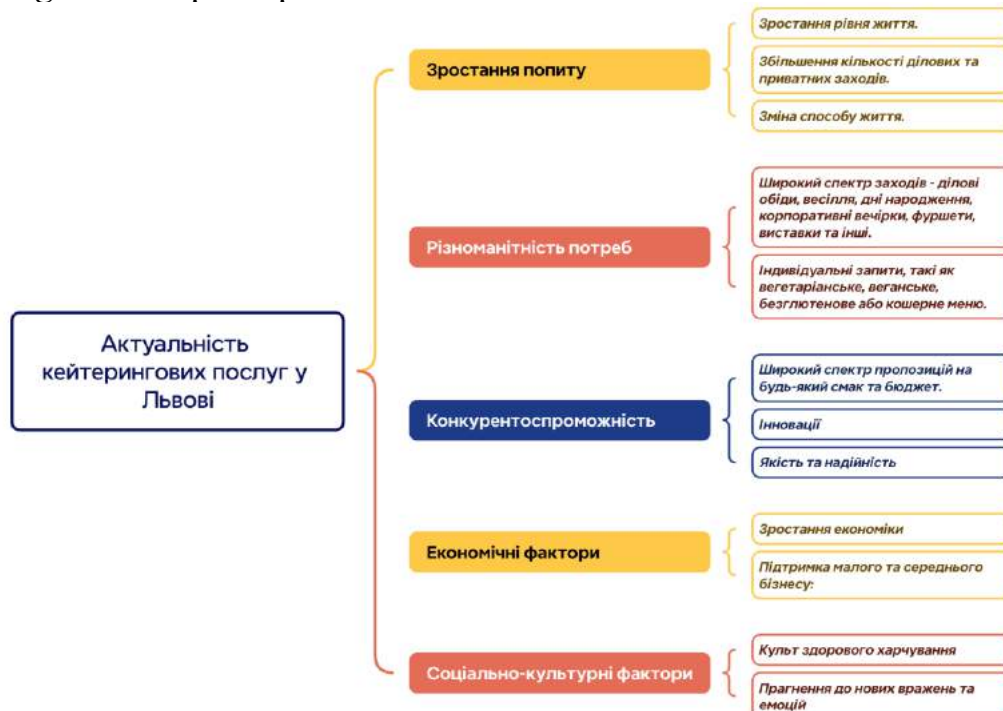 Актуальність
кейтерингових послуг у
Львові
Зростання попиту
Зростання рівня життя.
Збільшення кількості ділових та
приватних заходів.
Зміна способу життя.
Різноманітність потреб
Широкий спектр заходів - ділові
обіди, весілля, дні народження,
корпоративні вечірки, фуршети,
виставки та інші.
Індивідуальні запити, такі як
вегетаріанське, веганське,
безглютенове або кошерне меню.
Конкурентоспроможність
Широкий спектр пропозицій на
будь-який смак та бюджет.
Інновації
Якість та надійність
Економічні фактори
Зростання економіки
Підтримка малого та середнього
бізнесу:
Соціально-культурні фактори
Культ здорового харчування
Прагнення до нових вражень та
емоцій